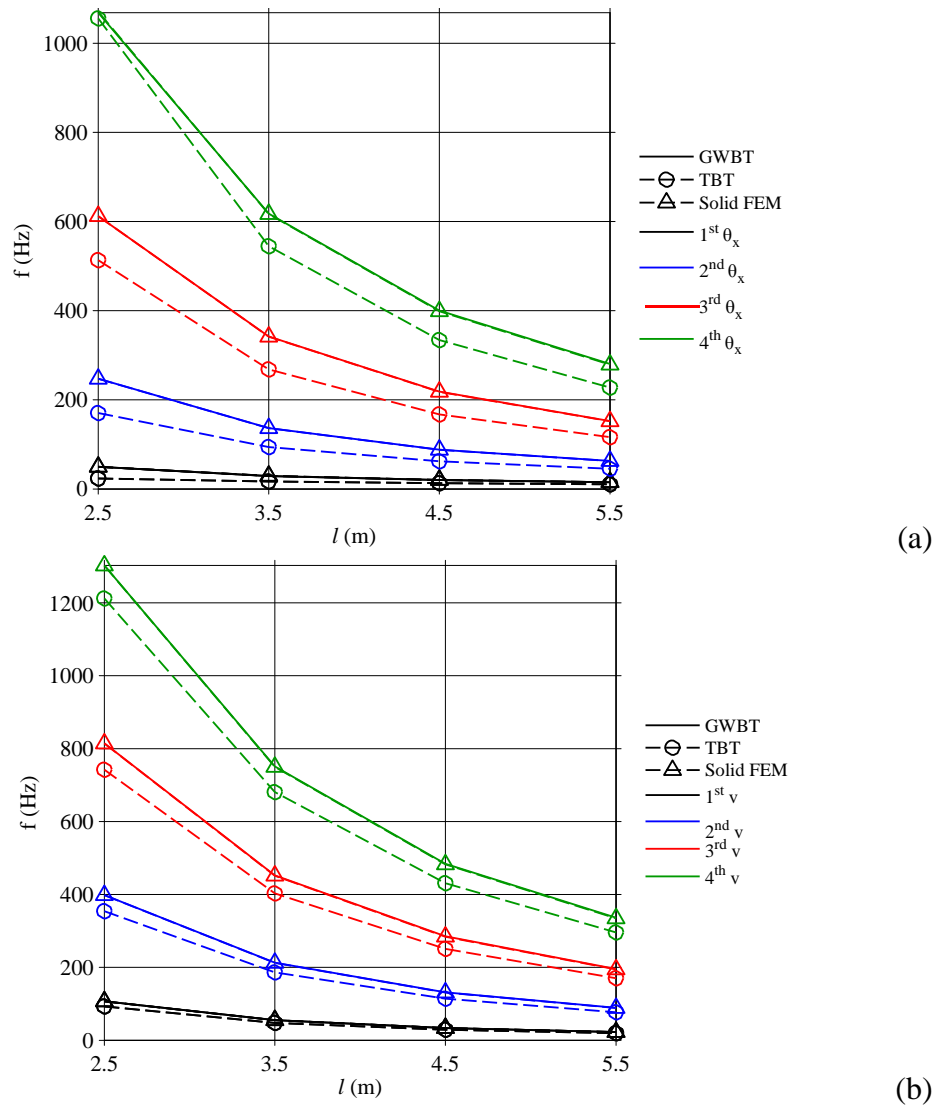 1000
800
600
400
200
0
f (Hz)
2.5 3.5 4.5 5.5
l (m)
GWBT
TBT
Solid FEM
1st θx
2nd θx
3rd θx
4th θx
(a)
1200
1000
800
600
400
200
0
f (Hz)
2.5 3.5 4.5 5.5
l (m)
GWBT
TBT
Solid FEM
1st v
2nd v
3rd v
4th v
(b)